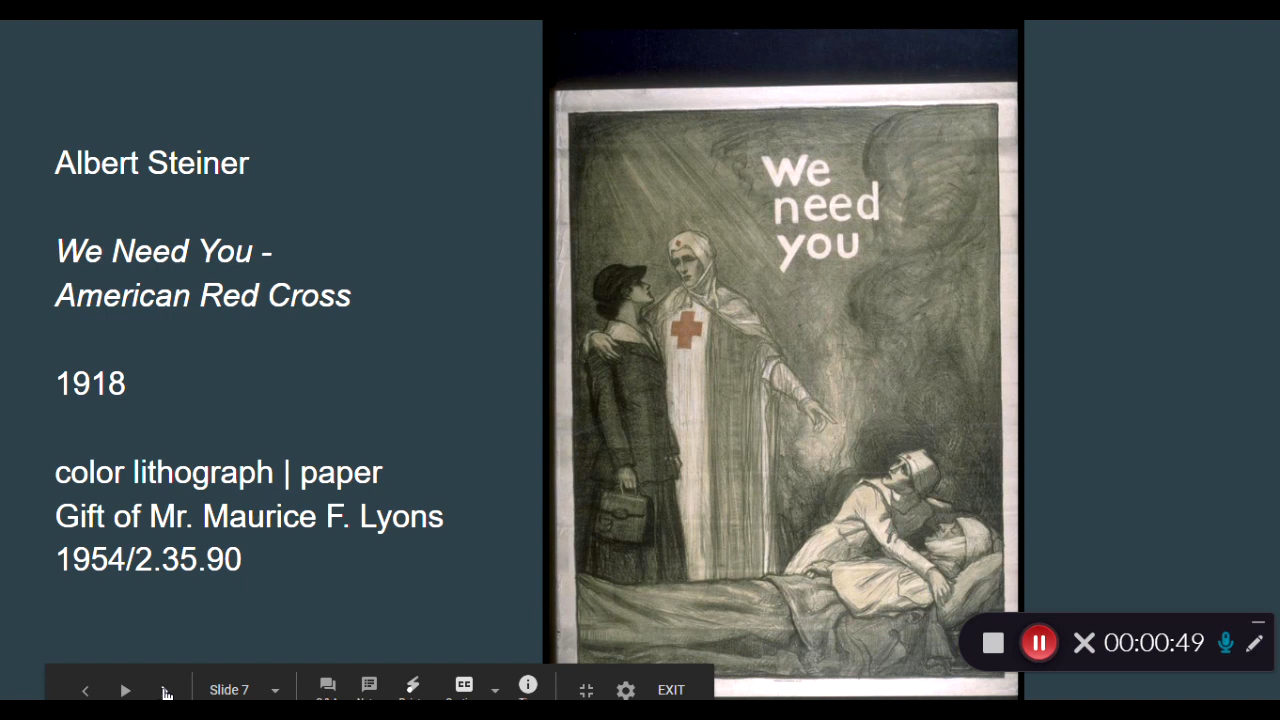 Albert Steiner
We Need You -
American Red Cross
1918
color lithograph | paper
Gift of Mr. Maurice F. Lyons
1954/2.35.90
We
need
you
00:00:49
Slide 7
CC
EXIT